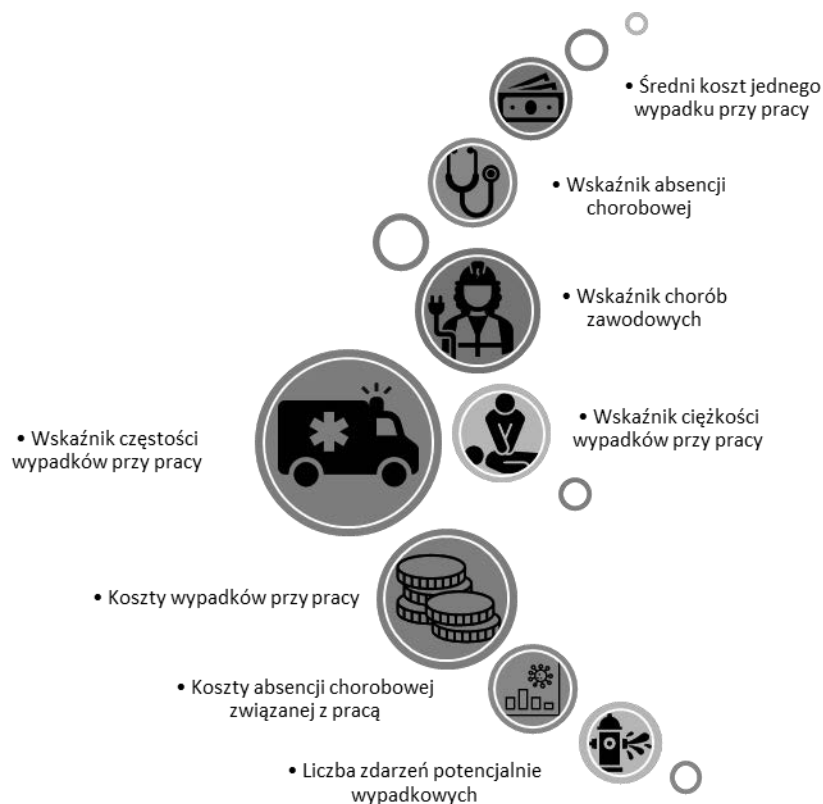 • Średni koszt jednego
wypadku przy pracy
• Wskaźnik absencji
chorobowej
• Wskaźnik chorób
zawodowych
• Wskaźnik ciężkości
wypadków przy pracy
• Wskaźnik częstości
wypadków przy pracy
• Koszty wypadków przy pracy
• Koszty absencji chorobowej
związanej z pracą
• Liczba zdarzeń potencjalnie
wypadkowych